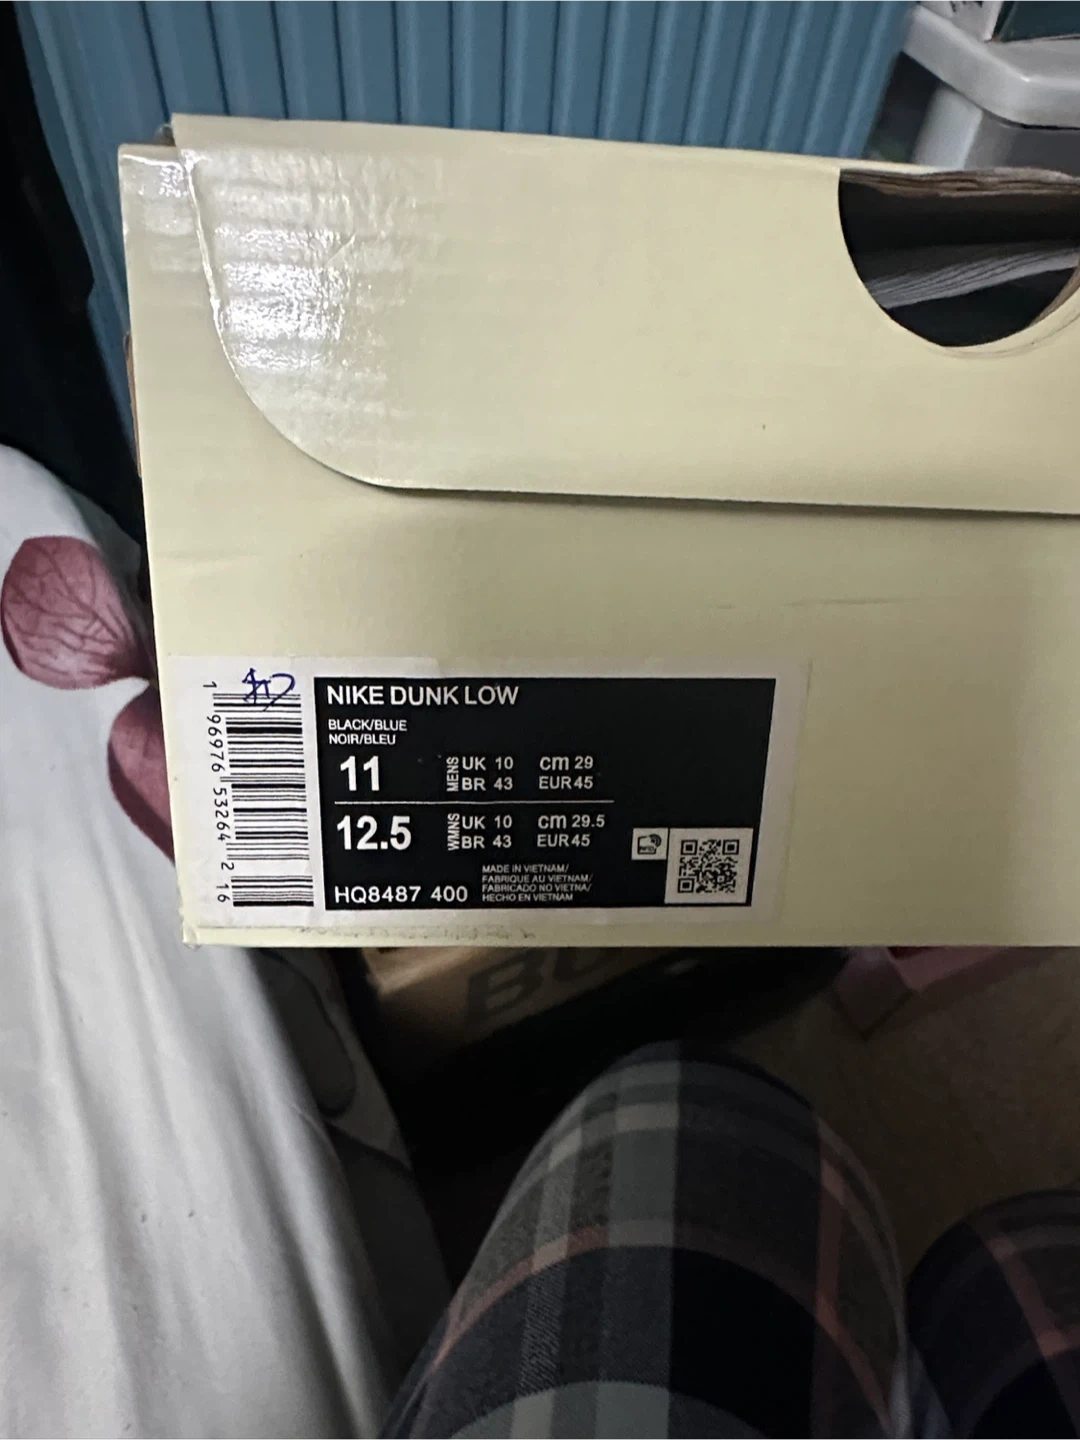 1 96976 53264 2 16
NIKE DUNK LOW
BLACK/BLUE
NOIR/BLEU
11 MENS UK 10 cm 29
BR 43 EUR 45
12.5 WMNS UK 10 cm 29.5
BR 43 EUR 45
HQ8487 400
MADE IN VIETNAM/
FABRIQUE AU VIETNAM/
FABRICADO NO VIETNA/
HECHO EN VIETNAM